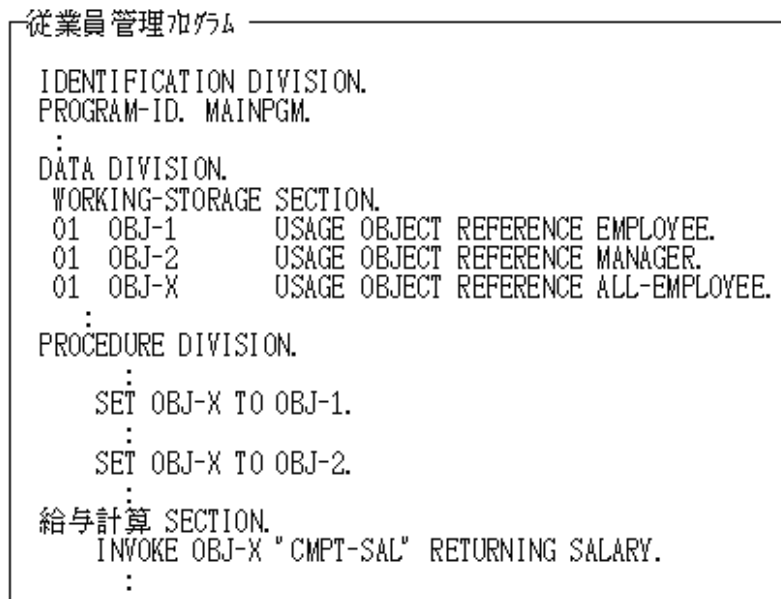 従業員管理ﾌﾟﾛｸﾞﾗﾑ
IDENTIFICATION DIVISION.
PROGRAM-ID. MAINPGM.
:
DATA DIVISION.
WORKING-STORAGE SECTION.
01 OBJ-1 USAGE OBJECT REFERENCE EMPLOYEE.
01 OBJ-2 USAGE OBJECT REFERENCE MANAGER.
01 OBJ-X USAGE OBJECT REFERENCE ALL-EMPLOYEE.
:
PROCEDURE DIVISION.
:
SET OBJ-X TO OBJ-1.
:
SET OBJ-X TO OBJ-2.
:
給与計算 SECTION.
INVOKE OBJ-X "CMPT-SAL" RETURNING SALARY.
: